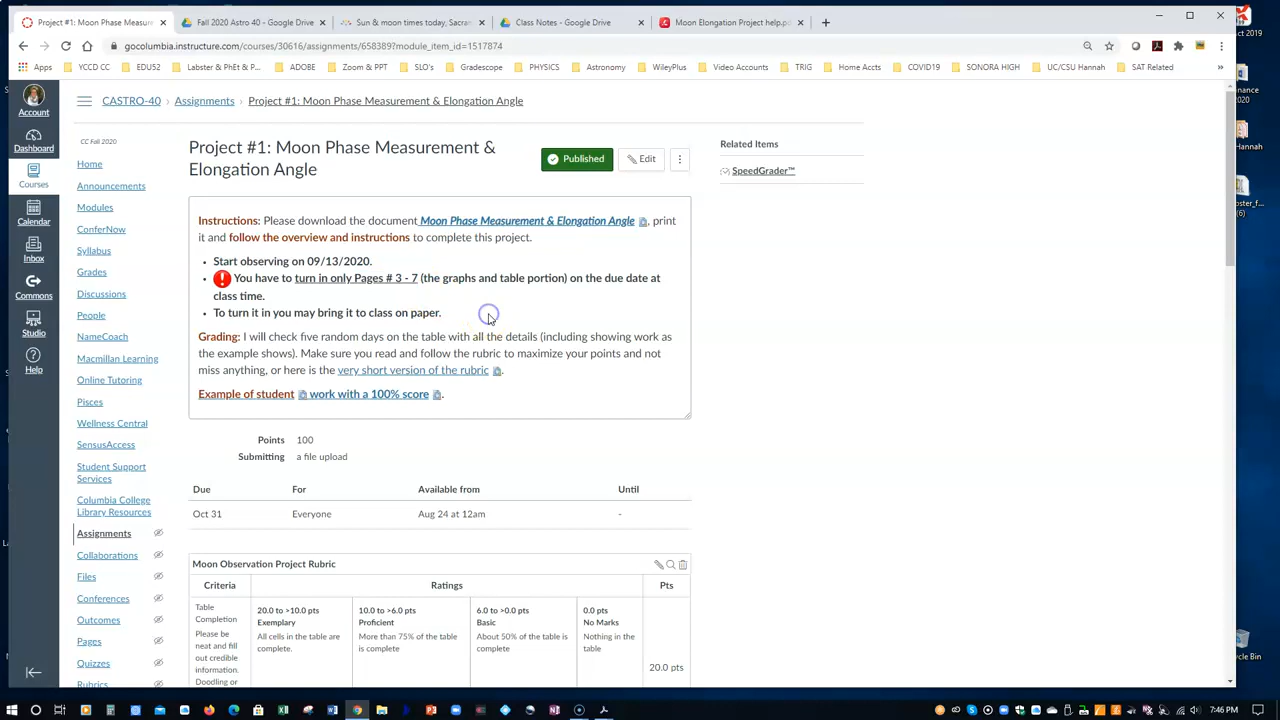 Project #1: Moon Phase Measure
Fall 2020 Astro 40 - Google Drive
Sun & moon times today, Sacra
Class Notes - Google Drive
Moon Elongation Project help.pd
gocolumbia.instructure.com/courses/30616/assignments/658389?module_item_id=1517874
Apps YCCD CC EDU52 Labster & PhEt & P... ADOBE Zoom & PPT SLO's Gradescope PHYSICS Astronomy WileyPlus Video Accounts TRIG Home Accts COVID19 SONORA HIGH UC/CSU Hannah SAT Related »
Account
Dashboard
Courses
Calendar
Inbox
Commons
Studio
Help
CASTRO-40 › Assignments › Project #1: Moon Phase Measurement & Elongation Angle
CC Fall 2020
Home
Announcements
Modules
ConferNow
Syllabus
Grades
Discussions
People
NameCoach
Macmillan Learning
Online Tutoring
Pisces
Wellness Central
SensusAccess
Student Support
Services
Columbia College
Library Resources
Assignments
Collaborations
Files
Conferences
Outcomes
Pages
Quizzes
Rubrics
Project #1: Moon Phase Measurement &
Elongation Angle
Published
Edit
Related Items
SpeedGrader™
Instructions: Please download the document Moon Phase Measurement & Elongation Angle, print
it and follow the overview and instructions to complete this project.
• Start observing on 09/13/2020.
• You have to turn in only Pages # 3 - 7 (the graphs and table portion) on the due date at
class time.
• To turn it in you may bring it to class on paper.
Grading: I will check five random days on the table with all the details (including showing work as
the example shows). Make sure you read and follow the rubric to maximize your points and not
miss anything, or here is the very short version of the rubric.
Example of student work with a 100% score.
Points 100
Submitting a file upload
Due For Available from Until
Oct 31 Everyone Aug 24 at 12am -
Moon Observation Project Rubric
Criteria Ratings Pts
Table
Completion
Please be
neat and fill
out credible
information.
Doodling or
20.0 to >10.0 pts
Exemplary
All cells in the table are
complete.
10.0 to >6.0 pts
Proficient
More than 75% of the table
is complete
6.0 to >0.0 pts
Basic
About 50% of the table is
complete
0.0 pts
No Marks
Nothing in the
table
20.0 pts
7:46 PM